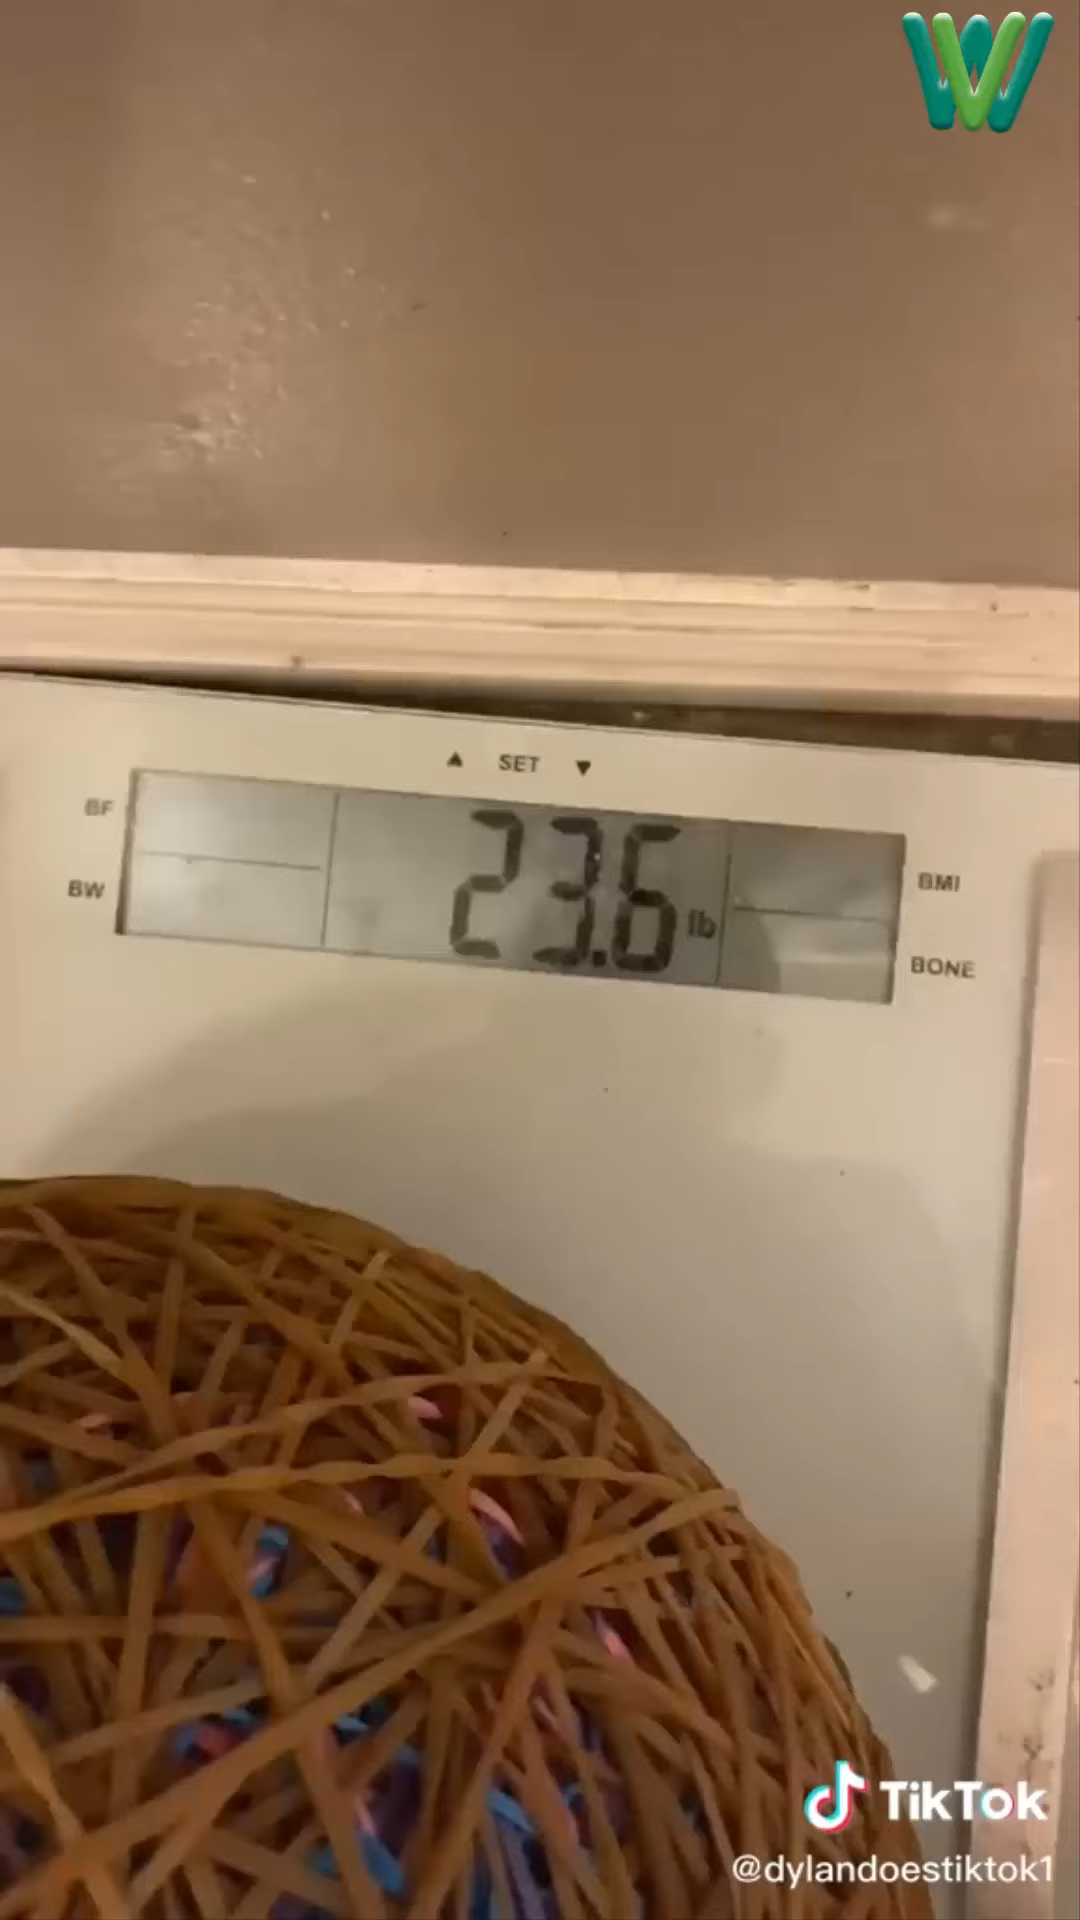 W
▲ SET ▼
BF
BW
23.6 lb
BMI
BONE
TikTok
@dylandoestiktok1